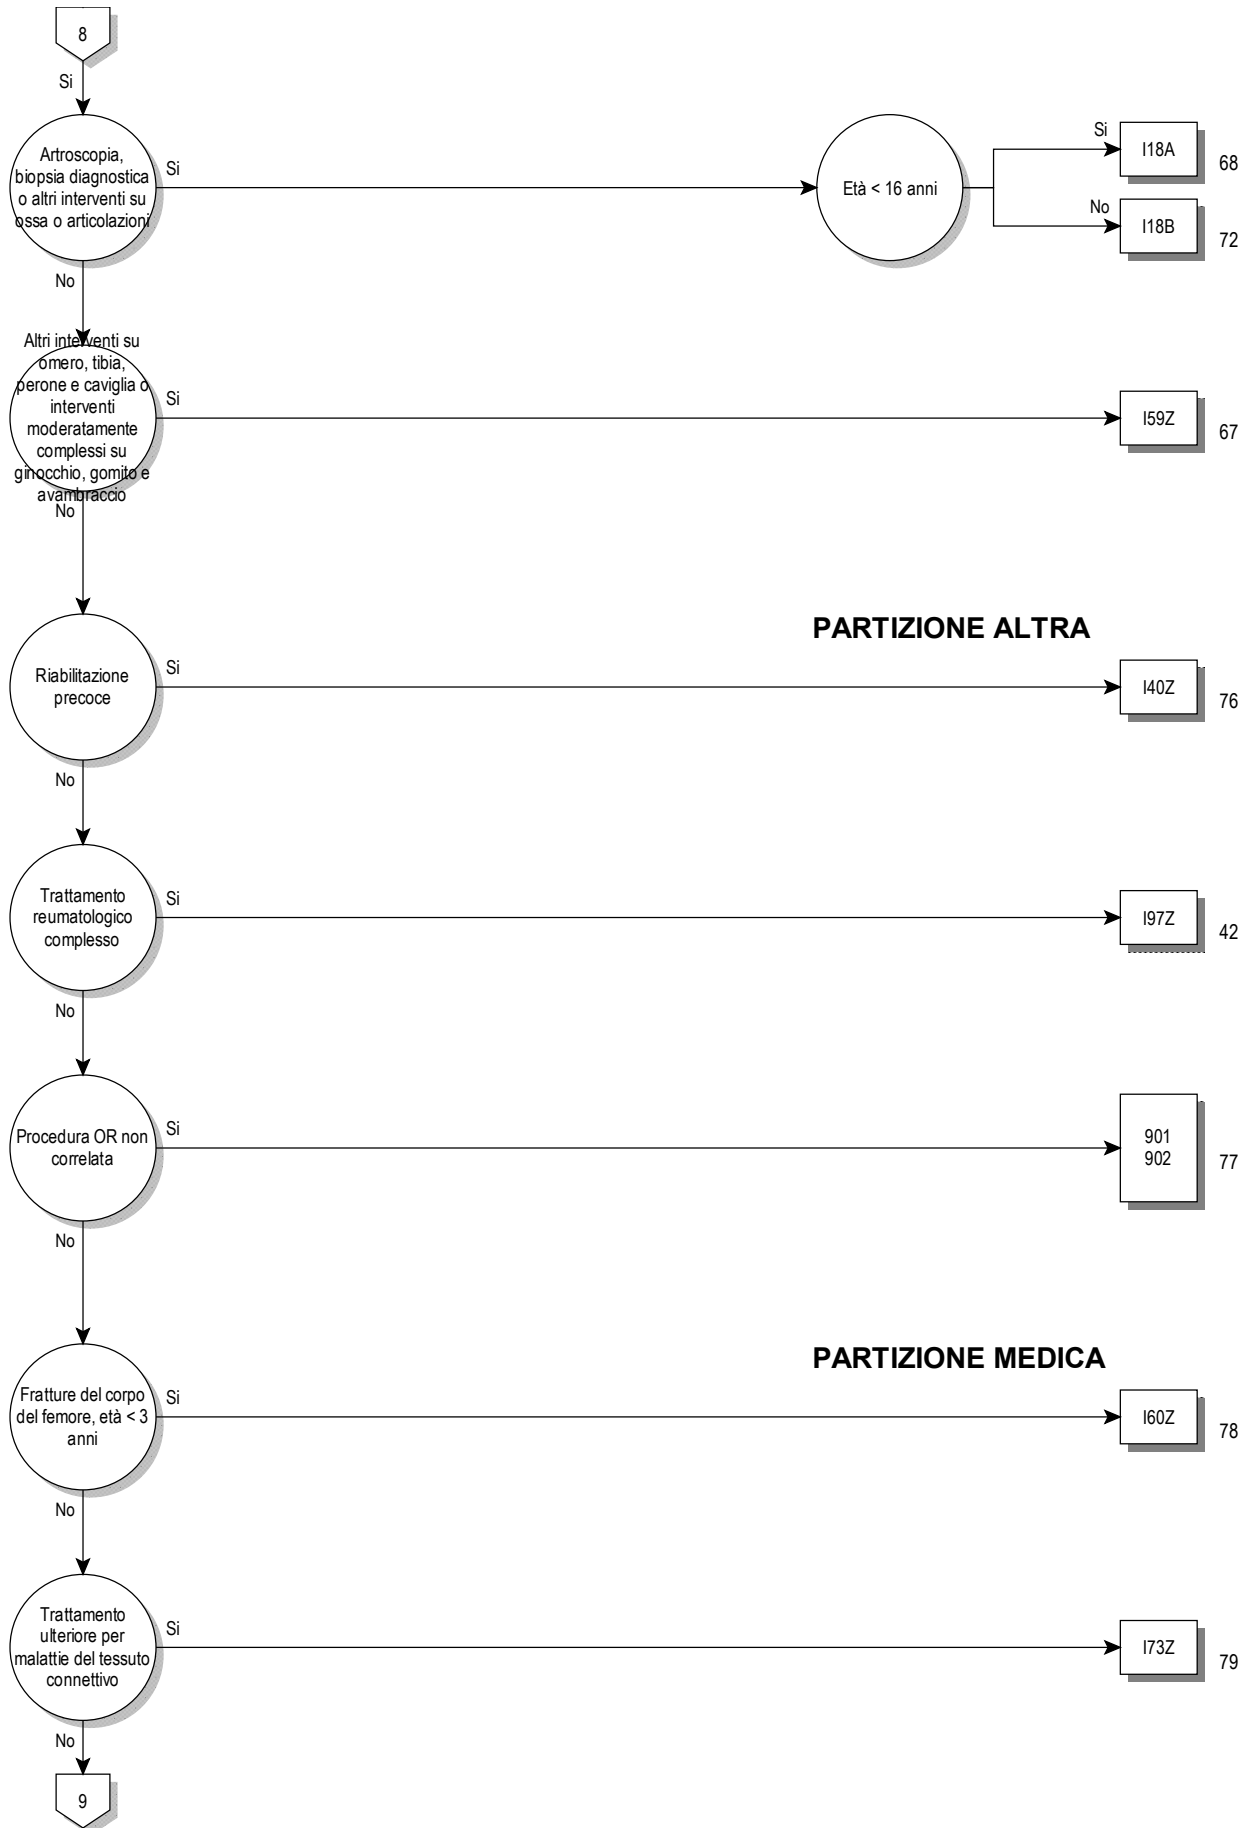 8
Si
Artroscopia,
biopsia diagnostica
o altri interventi su
ossa o articolazioni
Si
Età < 16 anni
Si
I18A
68
No
I18B
72
No
Altri interventi su
omero, tibia,
perone e caviglia o
interventi
moderatamente
complessi su
ginocchio, gomito e
avambraccio
Si
I59Z
67
No
PARTIZIONE ALTRA
Riabilitazione
precoce
Si
I40Z
76
No
Trattamento
reumatologico
complesso
Si
I97Z
42
No
Procedura OR non
correlata
Si
901
902
77
No
PARTIZIONE MEDICA
Fratture del corpo
del femore, età < 3
anni
Si
I60Z
78
No
Trattamento
ulteriore per
malattie del tessuto
connettivo
Si
I73Z
79
No
9